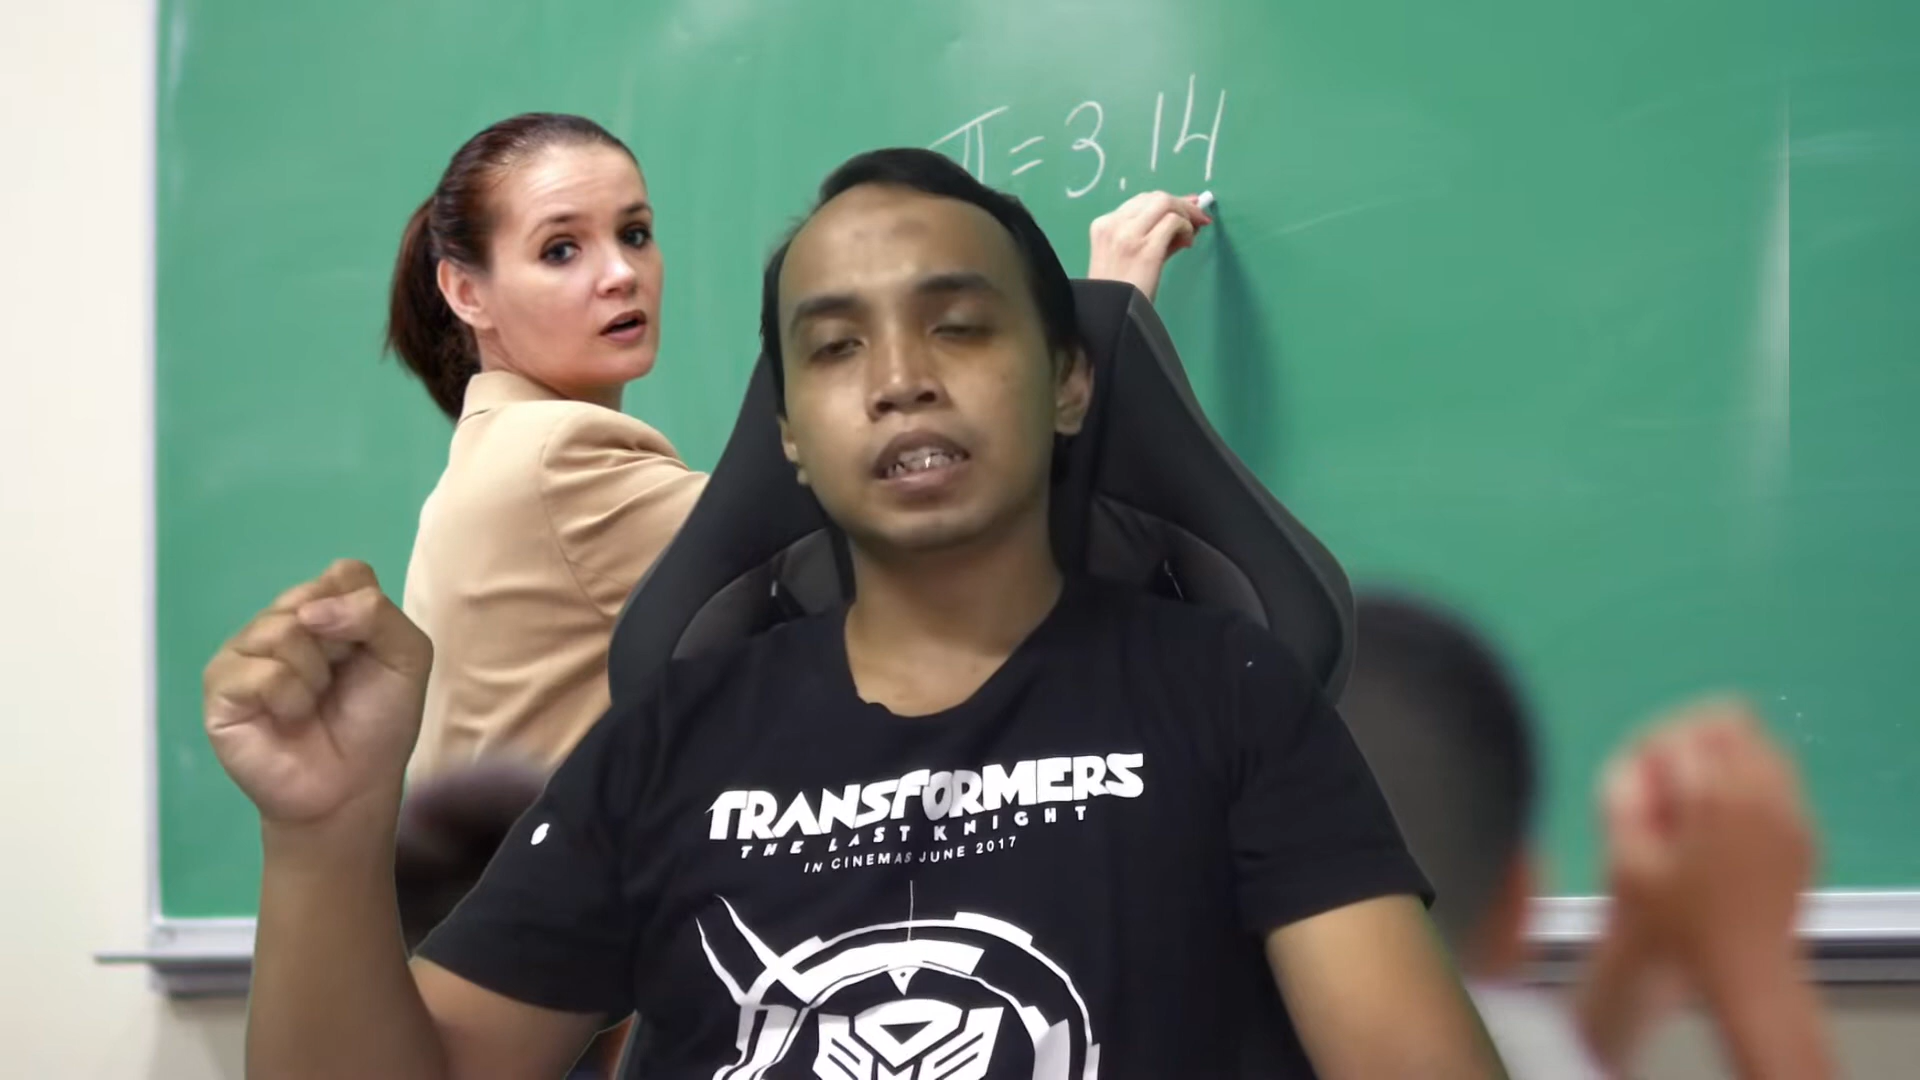 π=3.14
TRANSFORMERS
THE LAST KNIGHT
IN CINEMAS JUNE 2017